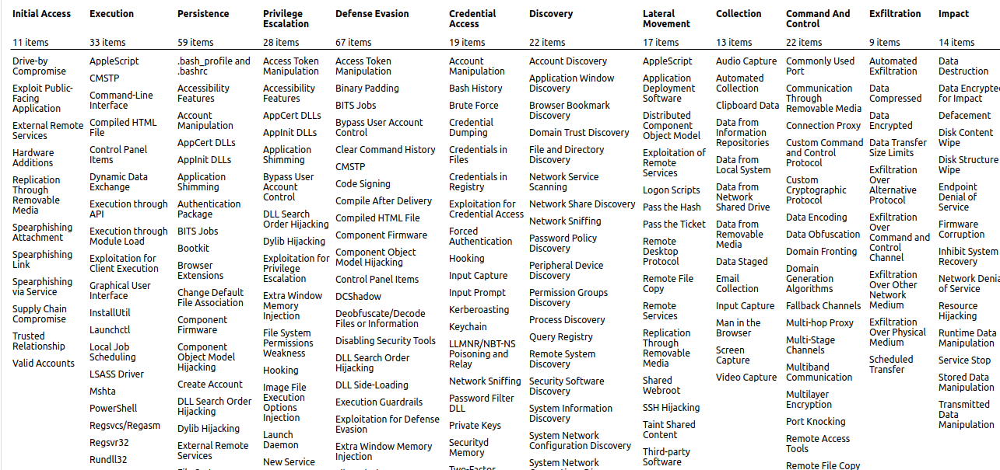 Initial Access
11 items
Drive-by
Compromise
Exploit Public-
Facing
Application
External Remote
Services
Hardware
Additions
Replication
Through
Removable
Media
Spearphishing
Attachment
Spearphishing
Link
Spearphishing
via Service
Supply Chain
Compromise
Trusted
Relationship
Valid Accounts
Execution
33 items
AppleScript
CMSTP
Command-Line
Interface
Compiled HTML
File
Control Panel
Items
Dynamic Data
Exchange
Execution through
API
Execution through
Module Load
Exploitation for
Client Execution
Graphical User
Interface
InstallUtil
Launchctl
Local Job
Scheduling
LSASS Driver
Mshta
PowerShell
Regsvcs/Regasm
Regsvr32
Rundll32
Persistence
59 items
.bash_profile and
.bashrc
Accessibility
Features
Account
Manipulation
AppCert DLLs
AppInit DLLs
Application
Shimming
Authentication
Package
BITS Jobs
Bootkit
Browser
Extensions
Change Default
File Association
Component
Firmware
Component
Object Model
Hijacking
Create Account
DLL Search Order
Hijacking
Dylib Hijacking
External Remote
Services
Privilege
Escalation
28 items
Access Token
Manipulation
Accessibility
Features
AppCert DLLs
AppInit DLLs
Application
Shimming
Bypass User
Account
Control
DLL Search
Order Hijacking
Dylib Hijacking
Exploitation for
Privilege
Escalation
Extra Window
Memory
Injection
File System
Permissions
Weakness
Hooking
Image File
Execution
Options
Injection
Launch
Daemon
New Service
Defense Evasion
67 items
Access Token
Manipulation
Binary Padding
BITS Jobs
Bypass User Account
Control
Clear Command History
CMSTP
Code Signing
Compile After Delivery
Compiled HTML File
Component Firmware
Component Object
Model Hijacking
Control Panel Items
DCShadow
Deobfuscate/Decode
Files or Information
Disabling Security Tools
DLL Search Order
Hijacking
DLL Side-Loading
Execution Guardrails
Exploitation for Defense
Evasion
Extra Window Memory
Injection
Credential
Access
19 items
Account
Manipulation
Bash History
Brute Force
Credential
Dumping
Credentials in
Files
Credentials in
Registry
Exploitation for
Credential Access
Forced
Authentication
Hooking
Input Capture
Input Prompt
Kerberoasting
Keychain
LLMNR/NBT-NS
Poisoning and
Relay
Network Sniffing
Password Filter
DLL
Private Keys
Securityd
Memory
Two-Factor
Discovery
22 items
Account Discovery
Application Window
Discovery
Browser Bookmark
Discovery
Domain Trust Discovery
File and Directory
Discovery
Network Service
Scanning
Network Share Discovery
Network Sniffing
Password Policy
Discovery
Peripheral Device
Discovery
Permission Groups
Discovery
Process Discovery
Query Registry
Remote System
Discovery
Security Software
Discovery
System Information
Discovery
System Network
Configuration Discovery
System Network
Lateral
Movement
17 items
AppleScript
Application
Deployment
Software
Distributed
Component
Object Model
Exploitation of
Remote
Services
Logon Scripts
Pass the Hash
Pass the Ticket
Remote
Desktop
Protocol
Remote File
Copy
Remote
Services
Replication
Through
Removable
Media
Shared
Webroot
SSH Hijacking
Taint Shared
Content
Third-party
Software
Collection
13 items
Audio Capture
Automated
Collection
Clipboard Data
Data from
Information
Repositories
Data from
Local System
Data from
Network
Shared Drive
Data from
Removable
Media
Data Staged
Email
Collection
Input Capture
Man in the
Browser
Screen
Capture
Video Capture
Command And
Control
22 items
Commonly Used
Port
Communication
Through
Removable Media
Connection Proxy
Custom Command
and Control
Protocol
Custom
Cryptographic
Protocol
Data Encoding
Data Obfuscation
Domain Fronting
Domain
Generation
Algorithms
Fallback Channels
Multi-hop Proxy
Multi-Stage
Channels
Multiband
Communication
Multilayer
Encryption
Port Knocking
Remote Access
Tools
Remote File Copy
Exfiltration
9 items
Automated
Exfiltration
Data
Compressed
Data
Encrypted
Data Transfer
Size Limits
Exfiltration
Over
Alternative
Protocol
Exfiltration
Over
Command and
Control
Channel
Exfiltration
Over Other
Network
Medium
Exfiltration
Over Physical
Medium
Scheduled
Transfer
Impact
14 items
Data
Destruction
Data Encrypted
for Impact
Defacement
Disk Content
Wipe
Disk Structure
Wipe
Endpoint
Denial of
Service
Firmware
Corruption
Inhibit System
Recovery
Network Denia
of Service
Resource
Hijacking
Runtime Data
Manipulation
Service Stop
Stored Data
Manipulation
Transmitted
Data
Manipulation